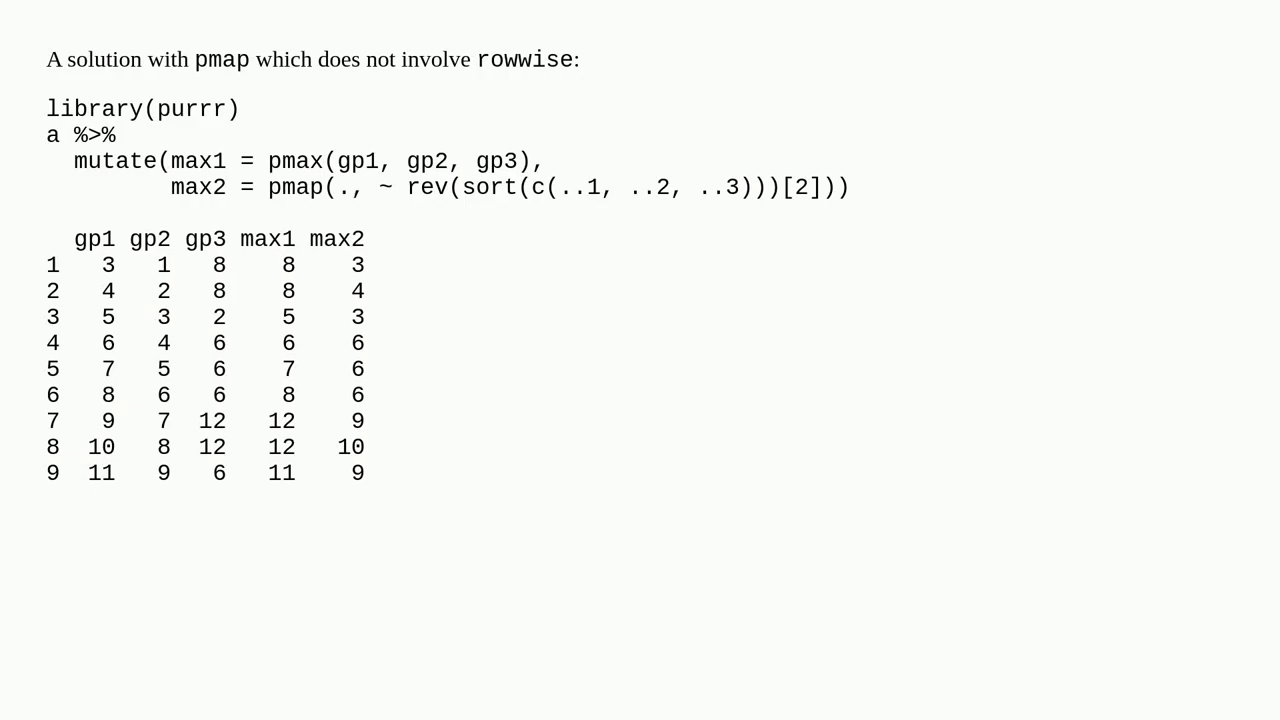 A solution with pmap which does not involve rowwise:
library(purrr)
a %>%
  mutate(max1 = pmax(gp1, gp2, gp3),
         max2 = pmap(., ~ rev(sort(c(..1, ..2, ..3)))[2]))
  gp1 gp2 gp3 max1 max2
1   3   1   8    8    3
2   4   2   8    8    4
3   5   3   2    5    3
4   6   4   6    6    6
5   7   5   6    7    6
6   8   6   6    8    6
7   9   7  12   12    9
8  10   8  12   12   10
9  11   9   6   11    9